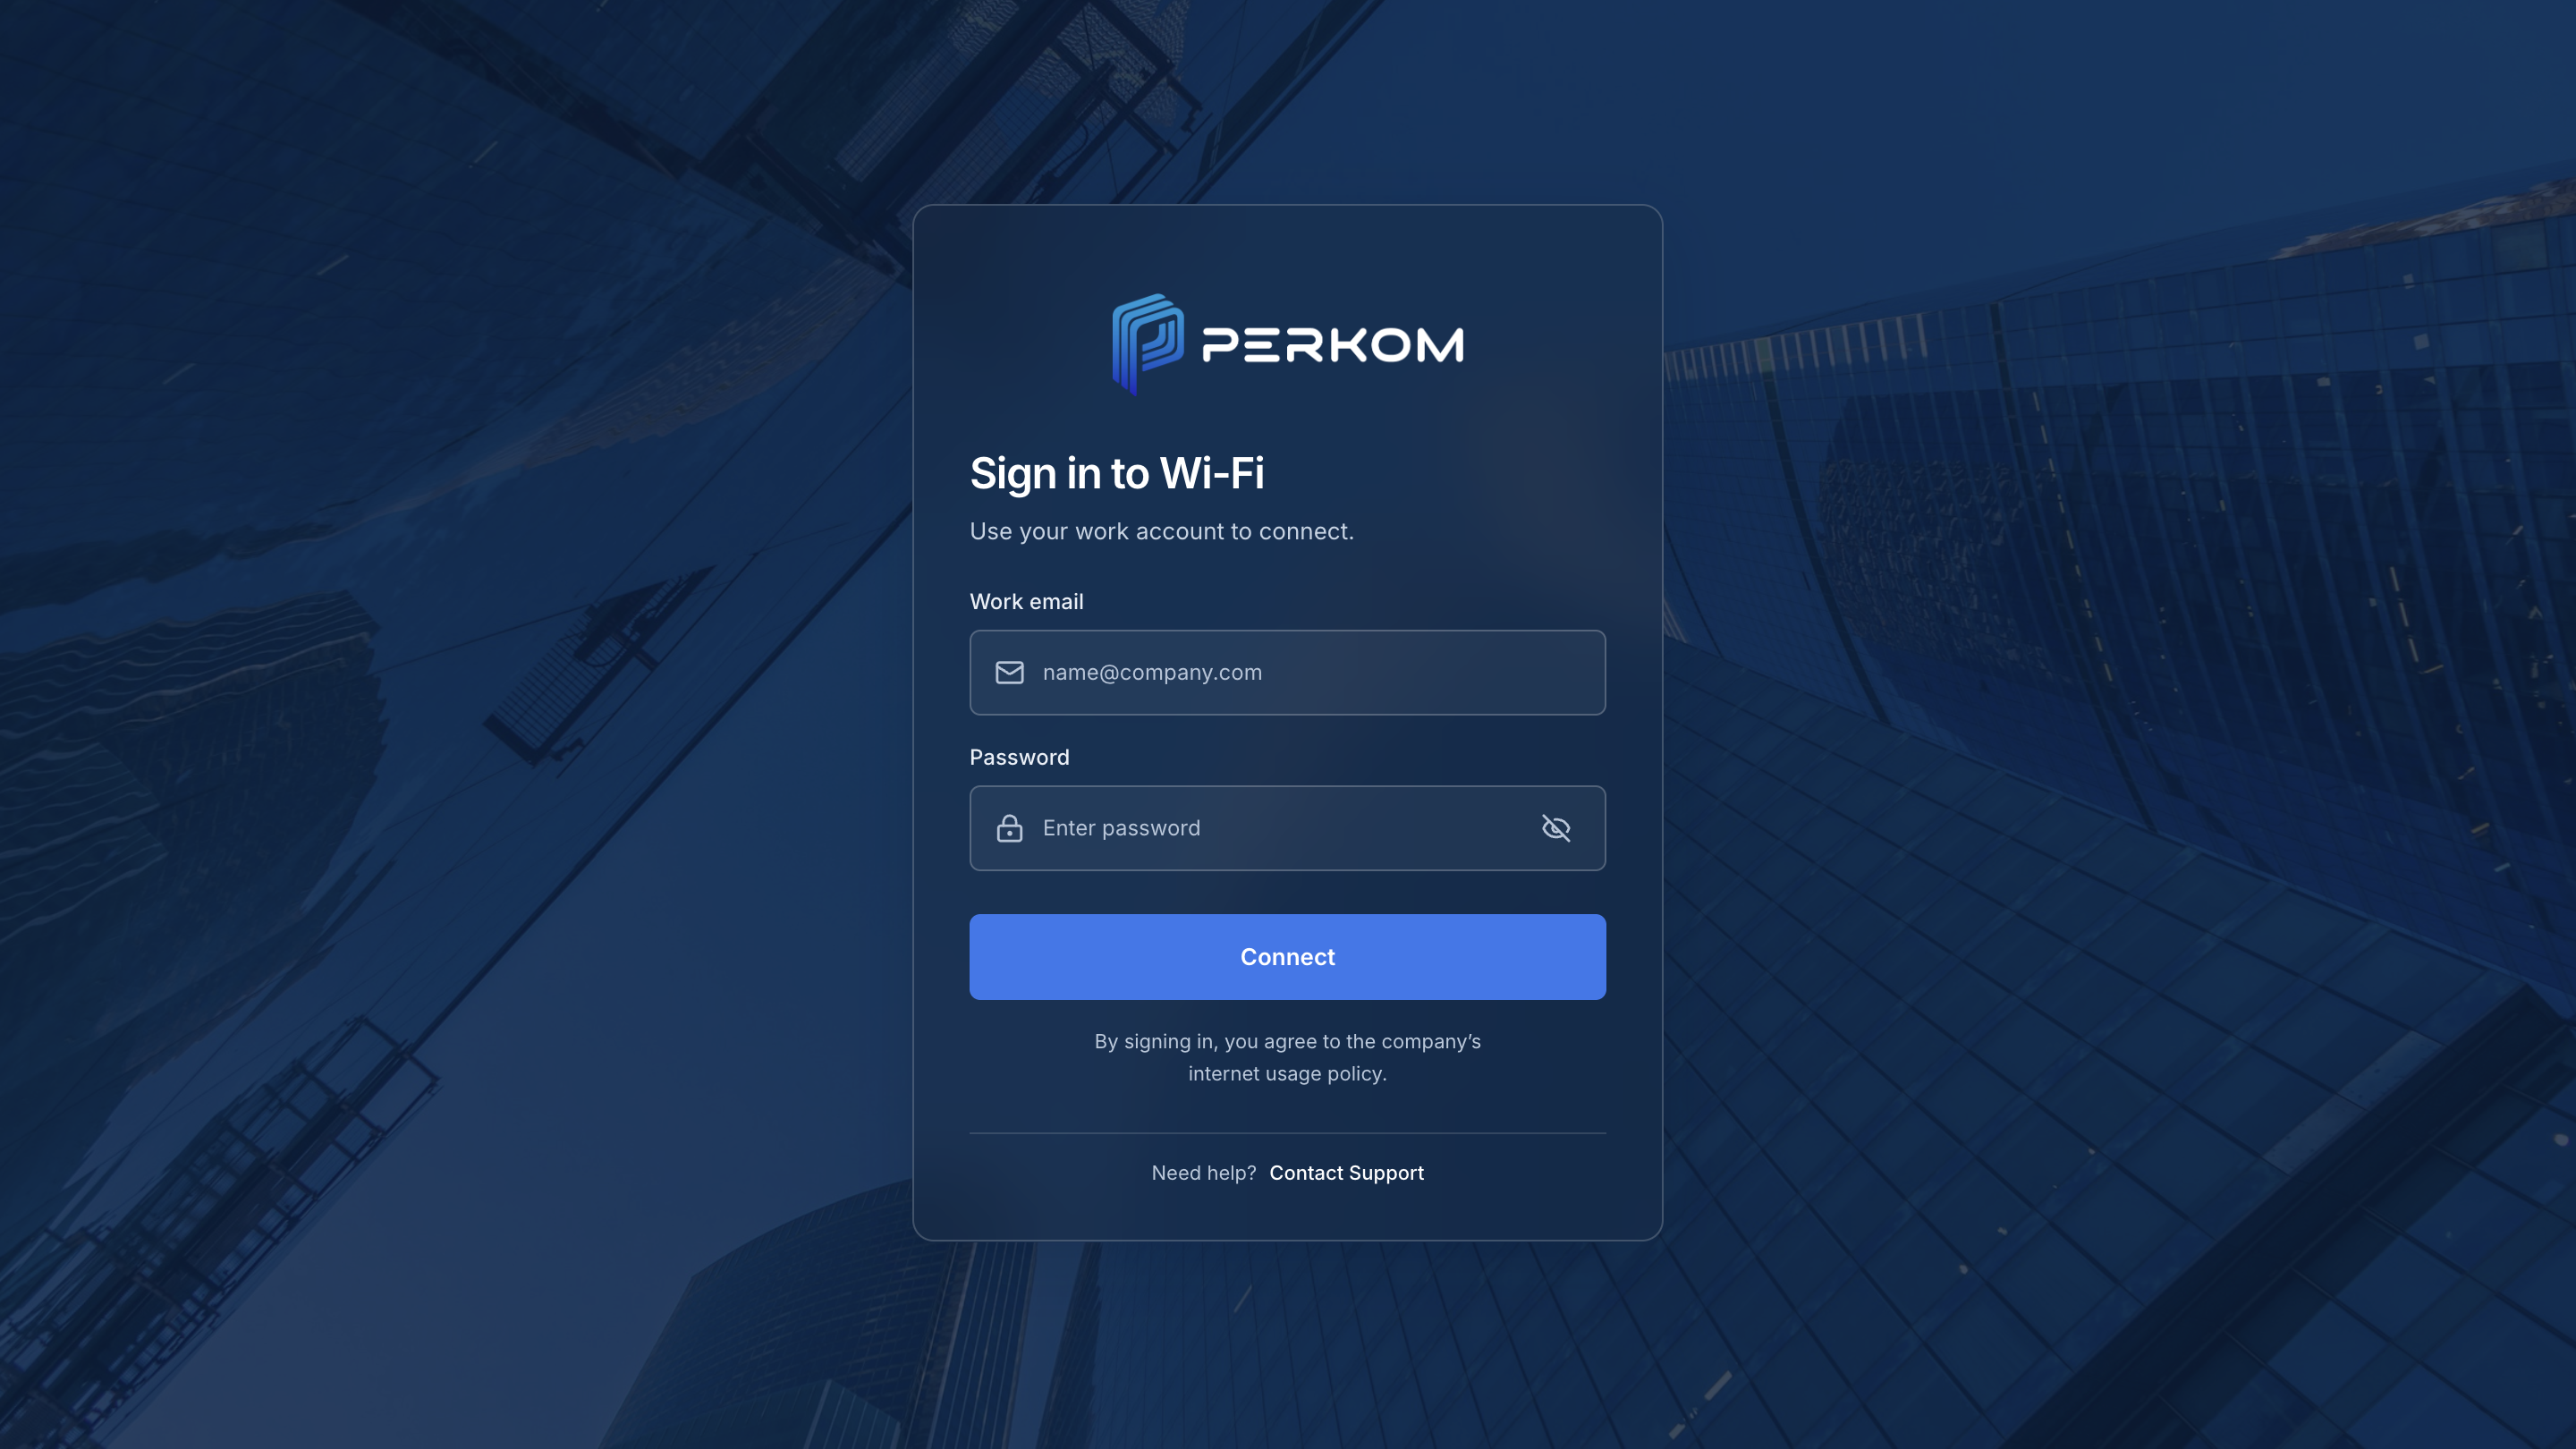 PERKOM
Sign in to Wi-Fi
Use your work account to connect.
Work email
name@company.com
Password
Enter password
Connect
By signing in, you agree to the company’s
internet usage policy.
Need help? Contact Support